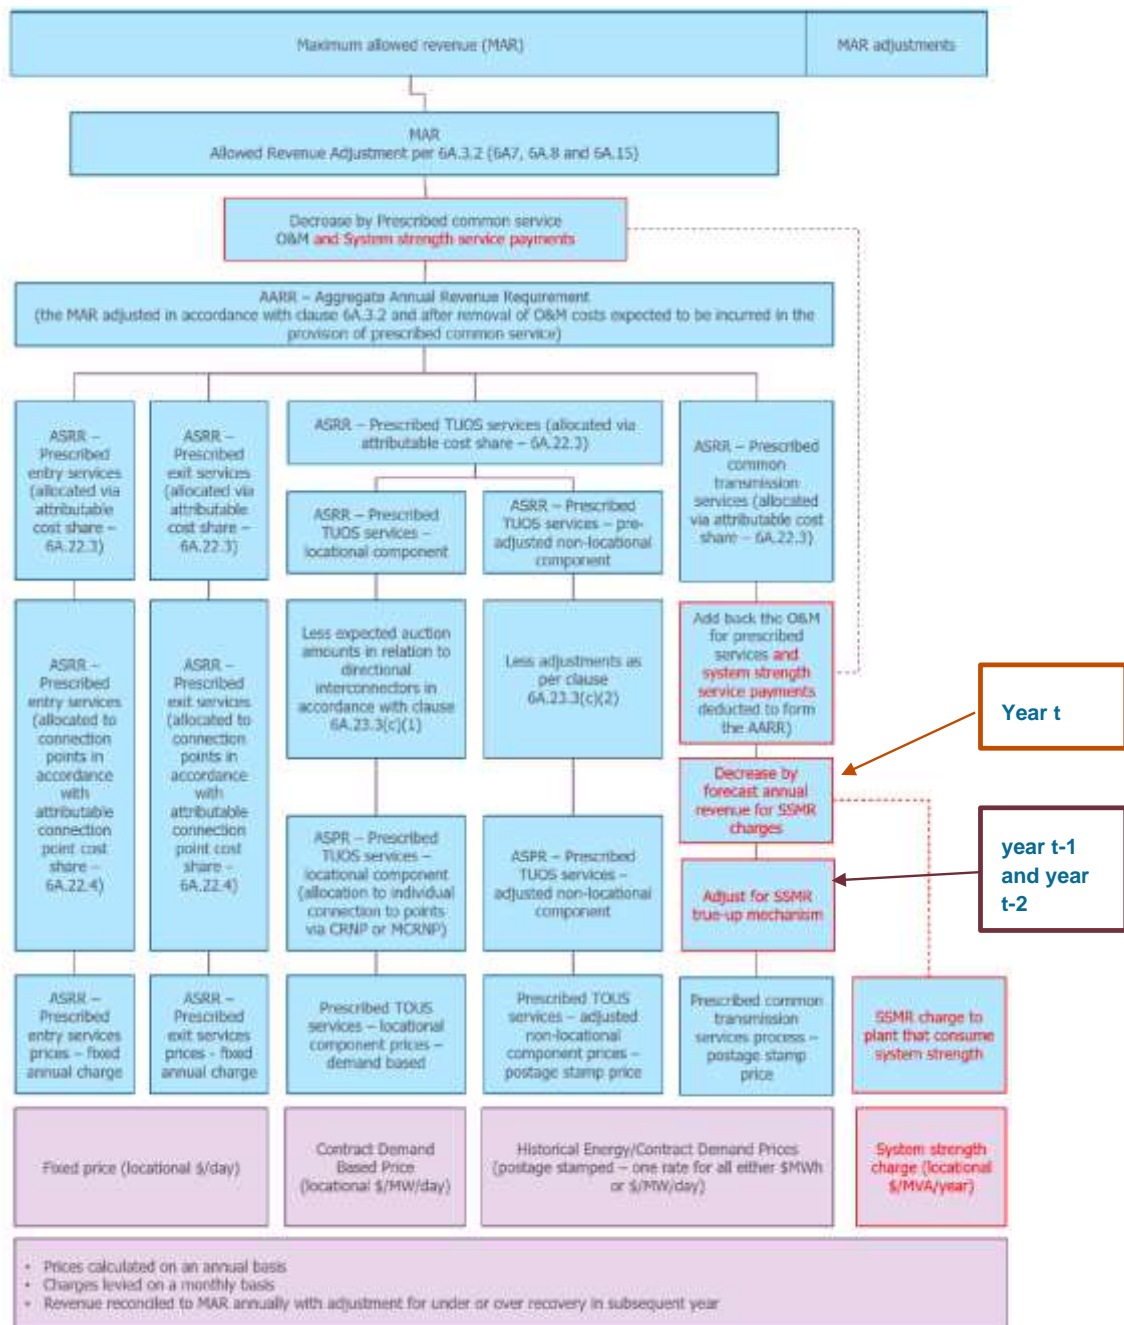 Maximum allowed revenue (MAR)
MAR adjustments
MAR
Allowed Revenue Adjustment per 6A.3.2 (6A7, 6A.8 and 6A.15)
Decrease by Prescribed common service
O&M and System strength service payments
AARR – Aggregate Annual Revenue Requirement
(the MAR adjusted in accordance with clause 6A.3.2 and after removal of O&M costs expected to be incurred in the
provision of prescribed common service)
ASRR –
Prescribed
entry services
(allocated via
attributable
cost share –
6A.22.3)
ASRR –
Prescribed
exit services
(allocated via
attributable
cost share –
6A.22.3)
ASRR – Prescribed TUOS services (allocated via
attributable cost share – 6A.22.3)
ASRR –
Prescribed
common
transmission
services (allocated
via attributable cost
share – 6A.22.3)
ASRR – Prescribed
TUOS services –
locational component
ASRR – Prescribed
TUOS services – pre-
adjusted non-locational
component
ASRR –
Prescribed
entry services
(allocated to
connection
points in
accordance
with
attributable
connection
point cost
share –
6A.22.4)
ASRR –
Prescribed
exit services
(allocated to
connection
points in
accordance
with
attributable
connection
point cost
share –
6A.22.4)
Less expected auction
amounts in relation to
directional
interconnectors in
accordance with clause
6A.23.3(c)(1)
Less adjustments as
per clause
6A.23.3(c)(2)
Add back the O&M
for prescribed
services and
system strength
service payments
deducted to form
the AARR)
Year t
Decrease by
forecast annual
revenue for SSMR
charges
year t-1
and year
t-2
ASPR – Prescribed
TUOS services –
locational component
(allocation to individual
connection to points
via CRNP or MCRNP)
ASPR – Prescribed
TUOS services –
adjusted non-locational
component
Adjust for SSMR
true-up mechanism
ASRR –
Prescribed
entry services
prices – fixed
annual charge
ASRR –
Prescribed
exit services
prices - fixed
annual charge
Prescribed TOUS
services – locational
component prices –
demand based
Prescribed TOUS
services – adjusted
non-locational
component prices –
postage stamp price
Prescribed common
transmission
services process –
postage stamp
price
SSMR charge to
plant that consume
system strength
Fixed price (locational $/day)
Contract Demand
Based Price
(locational $/MW/day)
Historical Energy/Contract Demand Prices
(postage stamped – one rate for all either $MWh
or $/MW/day)
System strength
charge (locational
$/MVA/year)
• Prices calculated on an annual basis
• Charges levied on a monthly basis
• Revenue reconciled to MAR annually with adjustment for under or over recovery in subsequent year